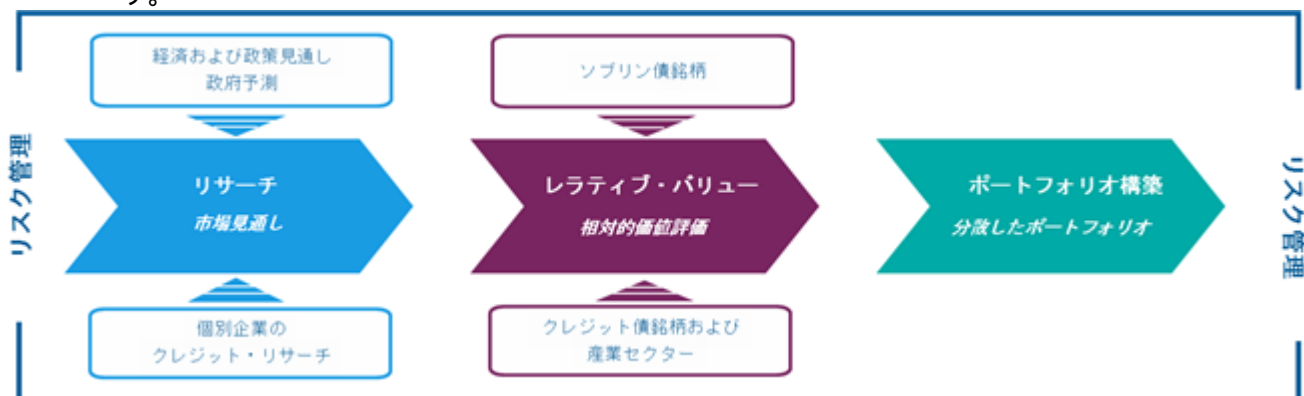 す。
経済および政策見通し
政府予測
ソブリン債銘柄
リスク管理
リサーチ
市場見通し
レラティブ・バリュー
相対的価値評価
ポートフォリオ構築
分散したポートフォリオ
リスク管理
個別企業の
クレジット・リサーチ
クレジット債銘柄および
産業セクター